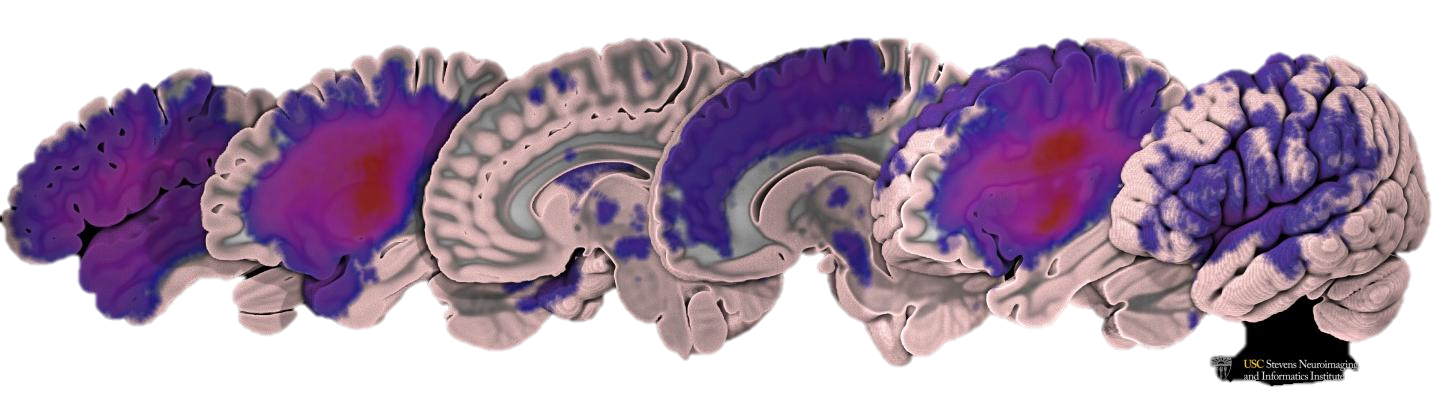 USC Stevens Neuroimaging
and Informatics Institute